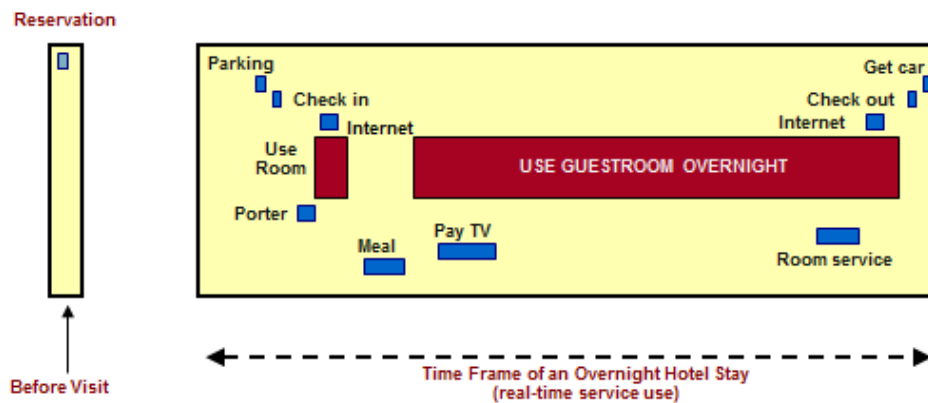 Reservation
Parking
Get car
Check in
Check out
Internet
Internet
Use
Room
USE GUESTROOM OVERNIGHT
Porter
Pay TV
Meal
Room service
Before Visit
Time Frame of an Overnight Hotel Stay
(real-time service use)